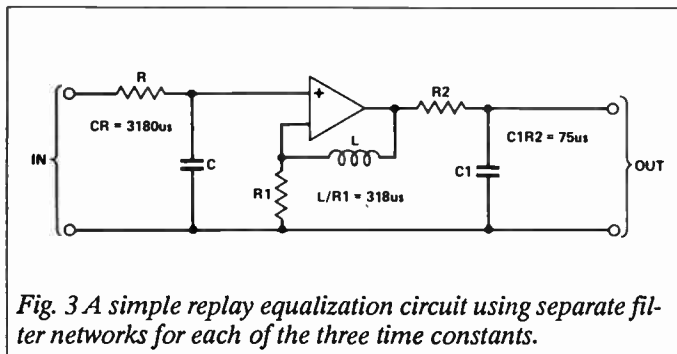 R
+
R2
CR = 3180us
L
C1R2 = 75us
IN
C
C1
OUT
R1
L/R1 = 318us
Fig. 3 A simple replay equalization circuit using separate fil-
ter networks for each of the three time constants.